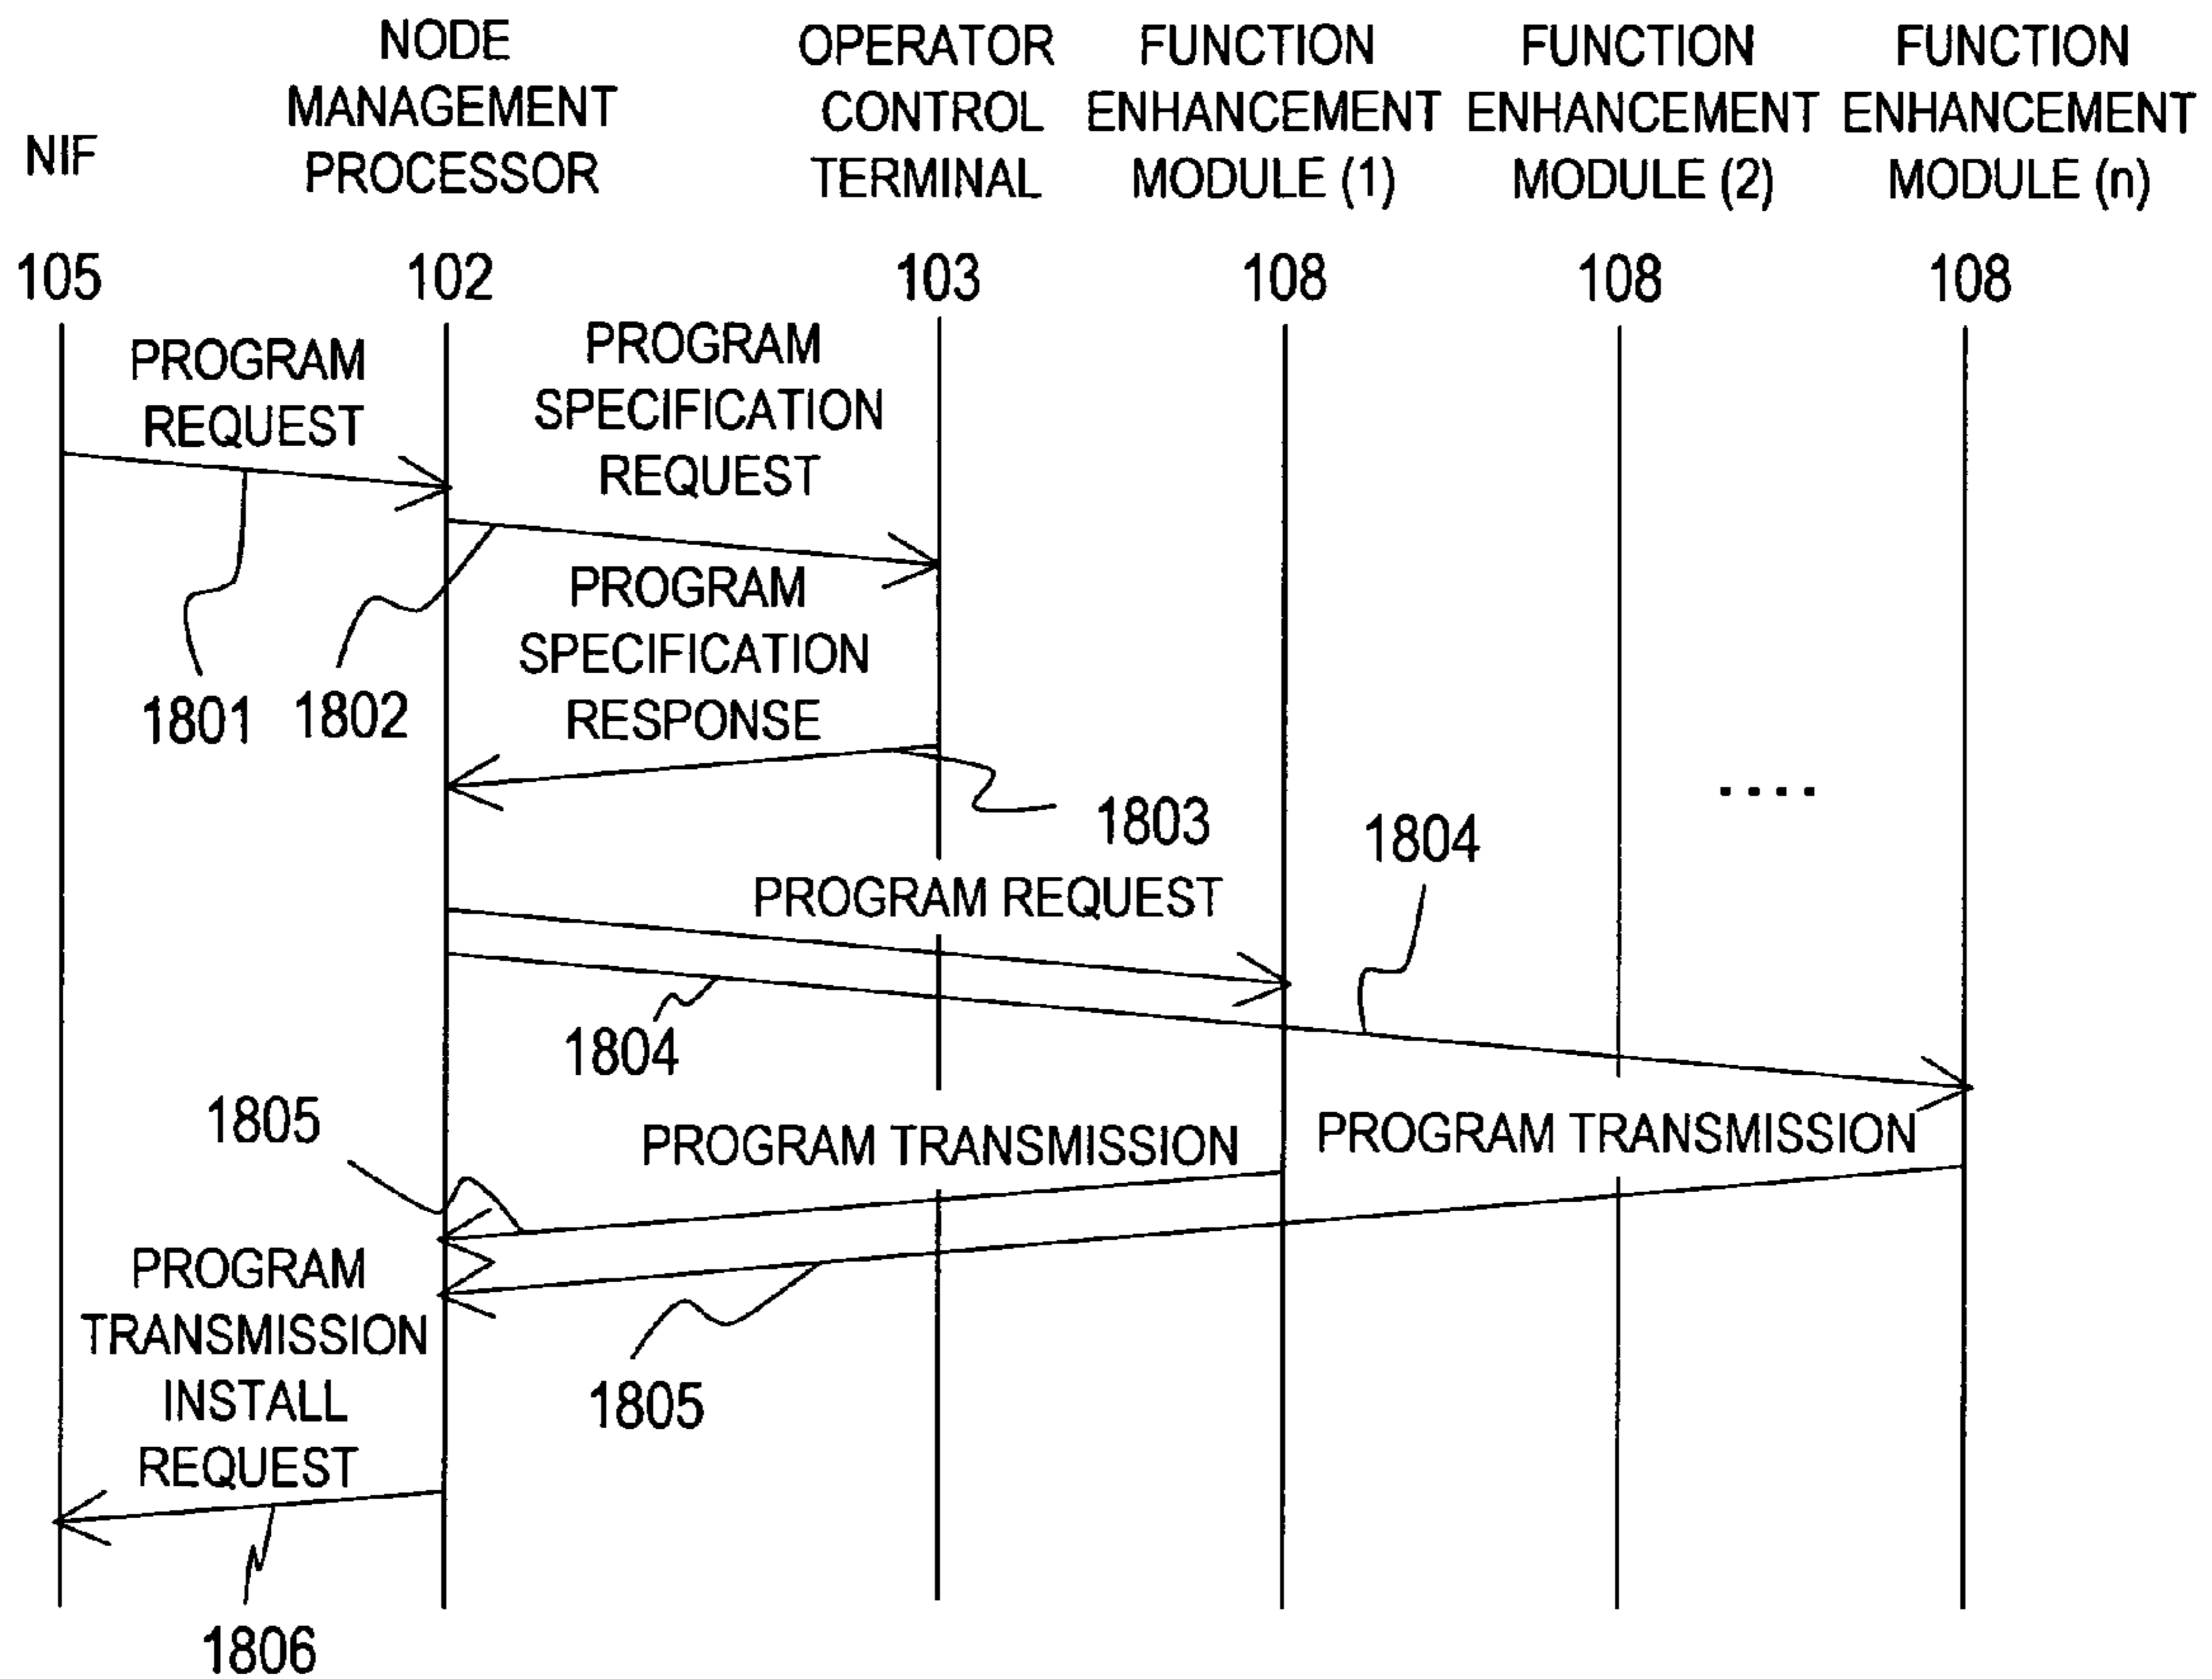 NODE
MANAGEMENT
PROCESSOR
OPERATOR
CONTROL
TERMINAL
FUNCTION
ENHANCEMENT
MODULE (1)
FUNCTION
ENHANCEMENT
MODULE (2)
FUNCTION
ENHANCEMENT
MODULE (n)
NIF
105
102
103
108
108
108
PROGRAM
REQUEST
PROGRAM
SPECIFICATION
REQUEST
PROGRAM
SPECIFICATION
RESPONSE
1801
1802
1803
....
1804
PROGRAM REQUEST
1804
1805
PROGRAM TRANSMISSION
PROGRAM TRANSMISSION
PROGRAM
TRANSMISSION
INSTALL
REQUEST
1805
1806